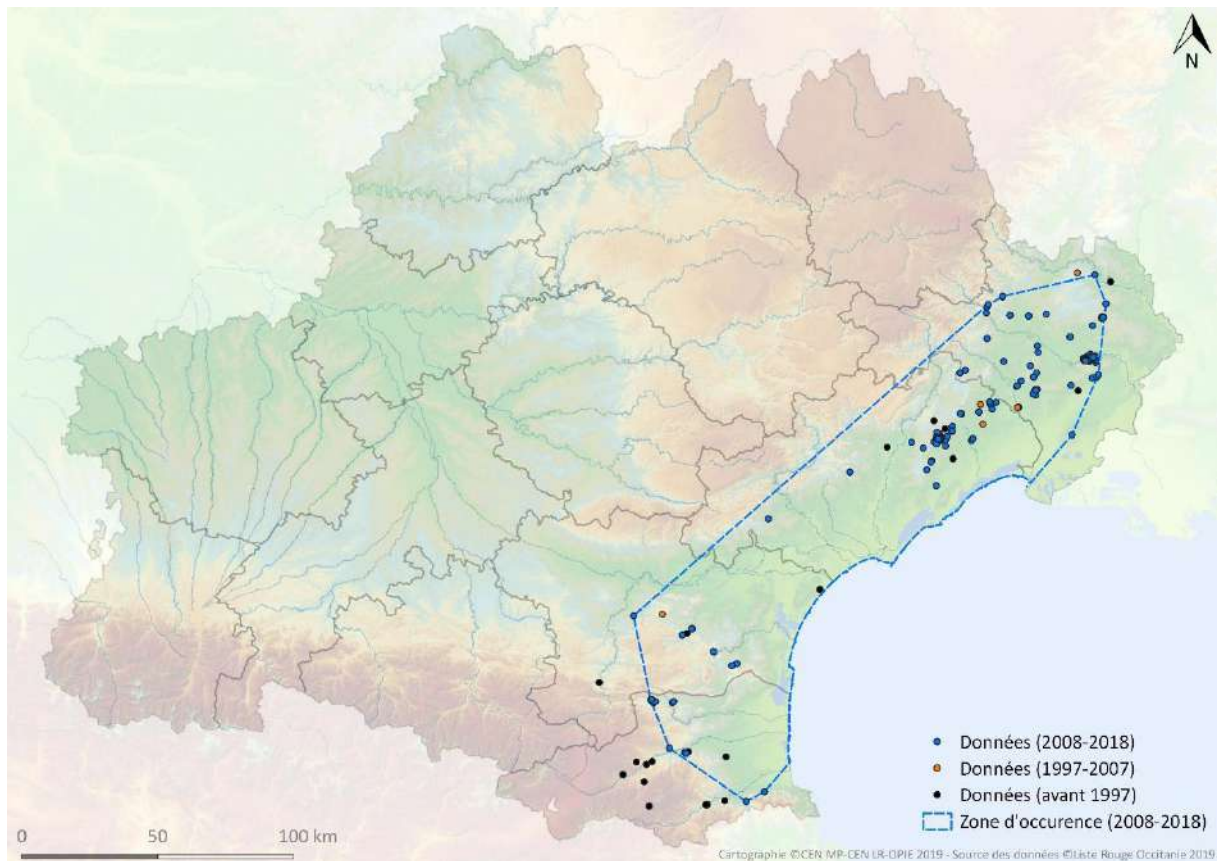 N
Données (2008-2018)
Données (1997-2007)
Données (avant 1997)
Zone d'occurence (2008-2018)
0 50 100 km
Cartographie ©CEN MP-CEN LR-OPIE 2019 - Source des données ©Liste Rouge Occitanie 2019